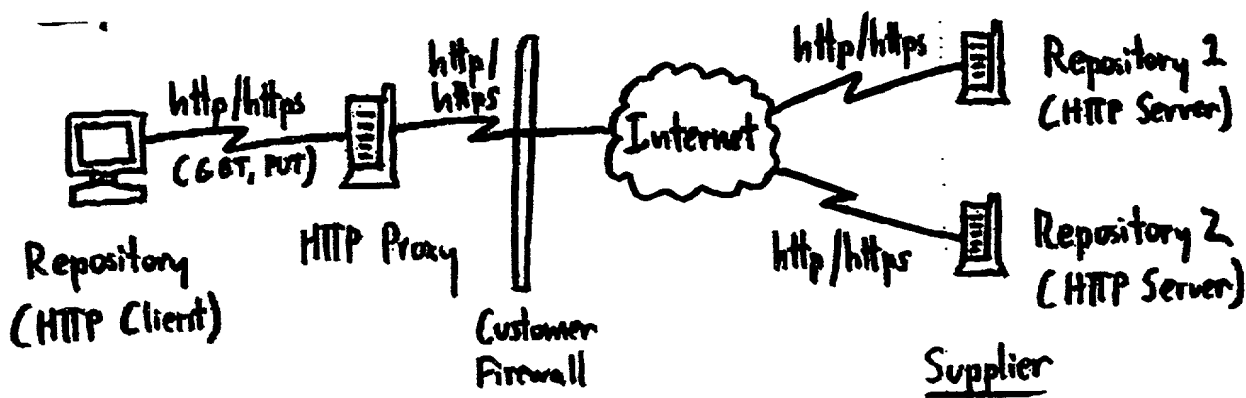 http/https
(GET, PUT)
http/
https
Internet
http/https
Repository 1
(HTTP Server)
http/https
Repository 2
(HTTP Server)
HTTP Proxy
Repository
(HTTP Client)
Customer
Firewall
Supplier